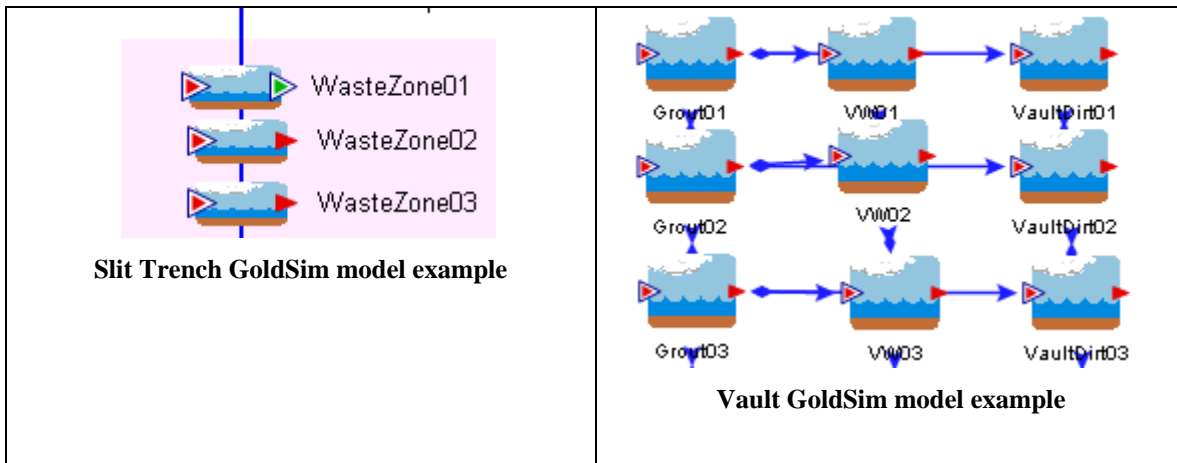 WasteZone01
WasteZone02
WasteZone03
Slit Trench GoldSim model example
Grout01 VW01 VaultDirt01
Grout02 VW02 VaultDirt02
Grout03 VW03 VaultDirt03
Vault GoldSim model example